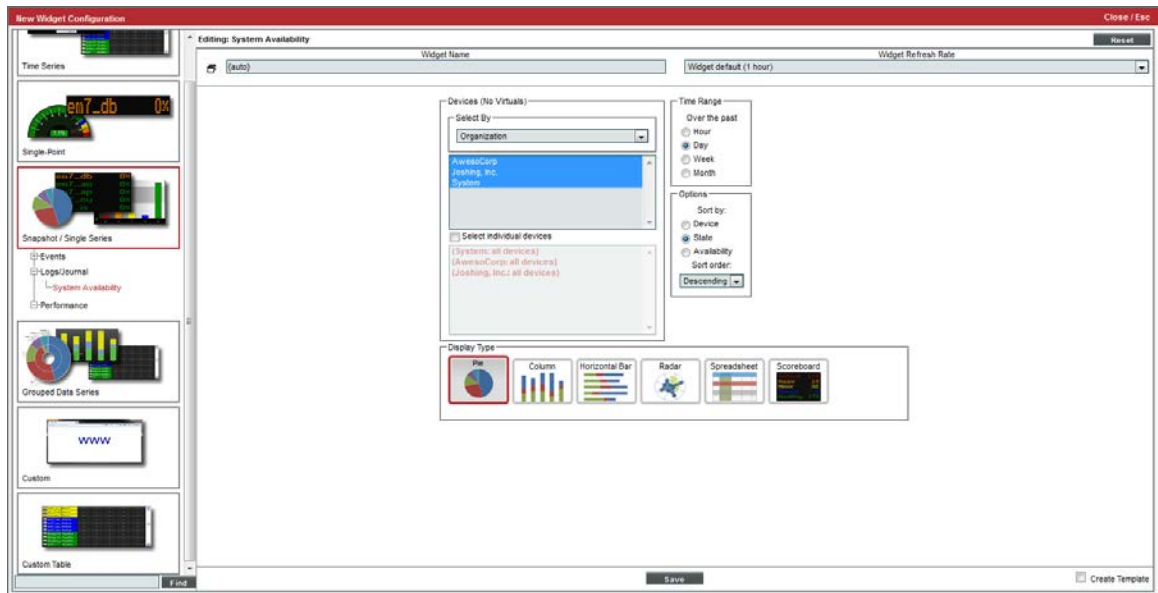 New Widget Configuration
Close / Esc
Time Series
em7_db 0%
Single-Point
Snapshot / Single Series
Events
Logs/Journal
System Availability
Performance
Grouped Data Series
www
Custom
Custom Table
Find
Editing: System Availability
Reset
Widget Name
Widget Refresh Rate
{auto}
Widget default (1 hour)
Devices (No Virtuals)
Select By
Organization
AwesoCorp
Joshing, Inc.
System
Select individual devices
(System: all devices)
(AwesoCorp: all devices)
(Joshing, Inc.: all devices)
Time Range
Over the past
Hour
Day
Week
Month
Options
Sort by:
Device
State
Availability
Sort order:
Descending
Display Type
Pie
Column
Horizontal Bar
Radar
Spreadsheet
Scoreboard
Save
Create Template